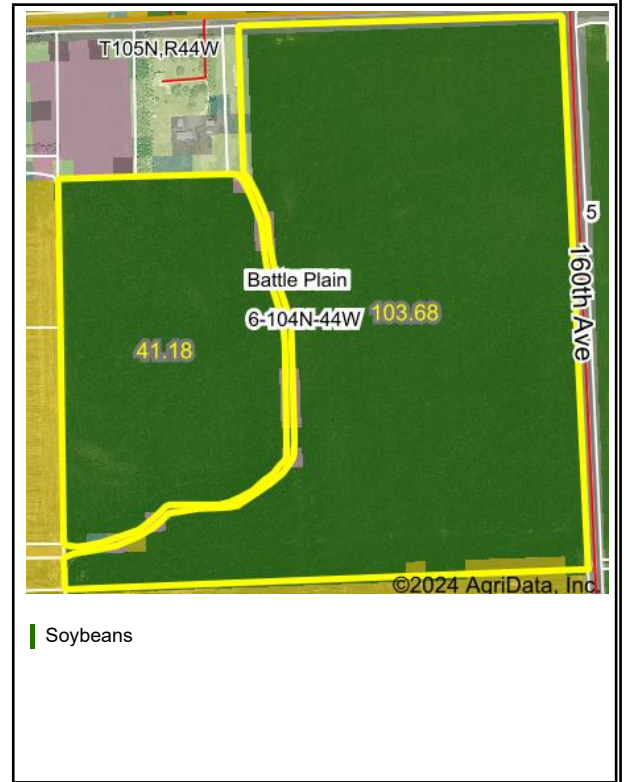 T105N,R44W
5
160th Ave
Battle Plain
6-104N-44W
103.68
41.18
©2024 AgriData, Inc.
Soybeans